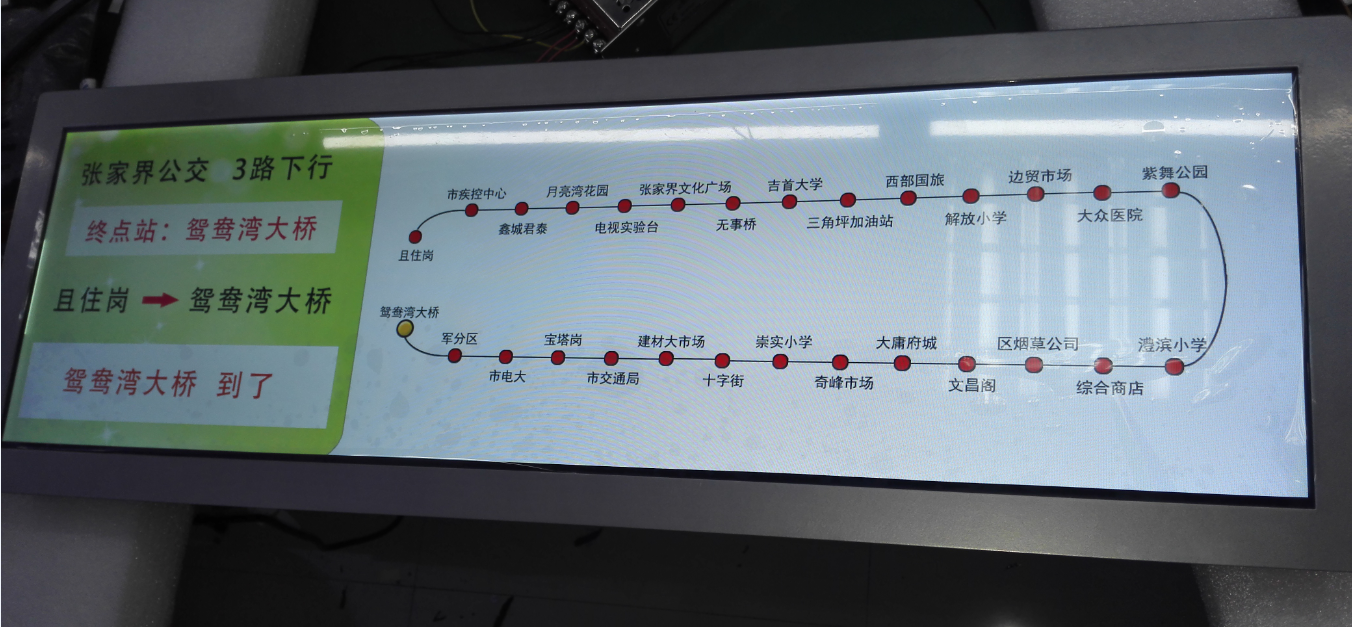 张家界公交 3路下行
终点站：鸳鸯湾大桥
且住岗 → 鸳鸯湾大桥
鸳鸯湾大桥 到了
且住岗
市疾控中心
鑫城君泰
月亮湾花园
电视实验台
张家界文化广场
无事桥
吉首大学
三角坪加油站
西部国旅
解放小学
边贸市场
大众医院
紫舞公园
澧滨小学
综合商店
区烟草公司
文昌阁
大庸府城
奇峰市场
崇实小学
十字街
建材大市场
市交通局
宝塔岗
市电大
军分区
鸳鸯湾大桥